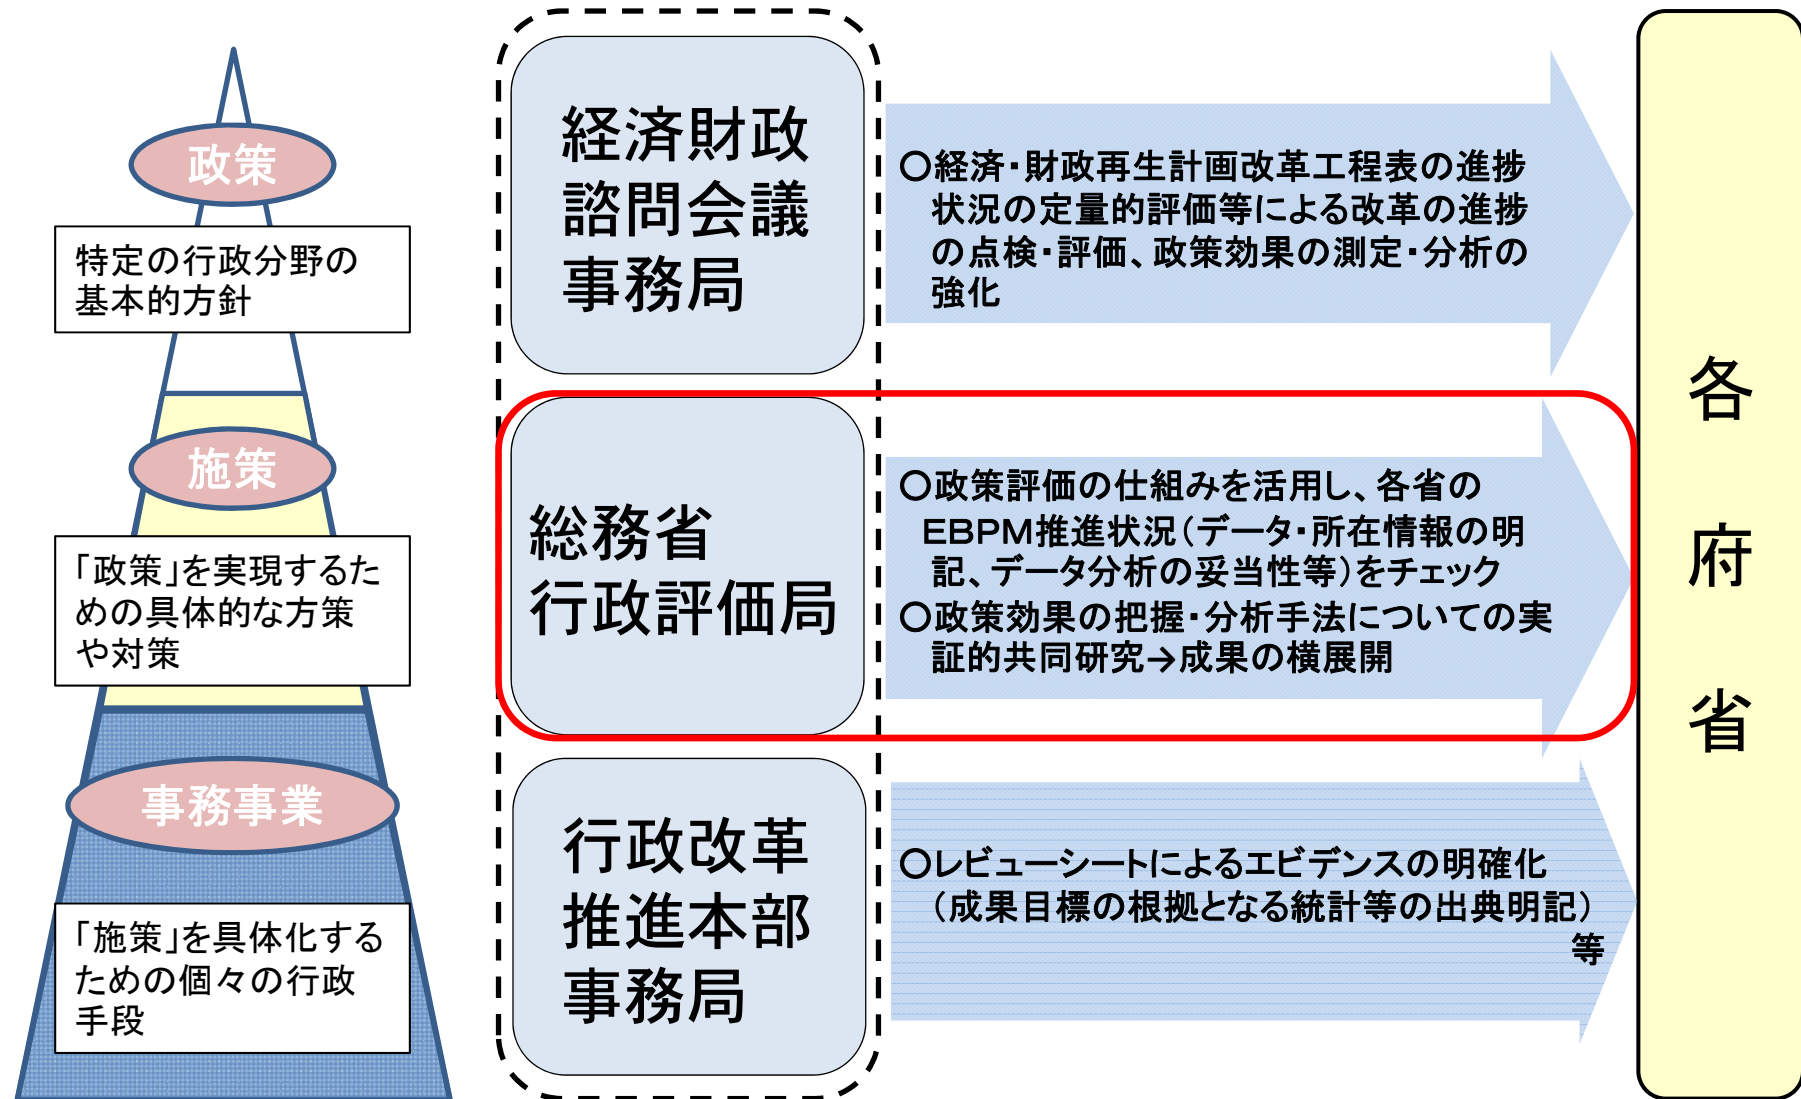 政策
特定の行政分野の
基本的方針
施策
「政策」を実現するた
めの具体的な方策
や対策
事務事業
「施策」を具体化する
ための個々の行政
手段
経済財政
諮問会議
事務局
〇経済・財政再生計画改革工程表の進捗
状況の定量的評価等による改革の進捗
の点検・評価、政策効果の測定・分析の
強化
総務省
行政評価局
〇政策評価の仕組みを活用し、各省の
EBPM推進状況(データ・所在情報の明
記、データ分析の妥当性等)をチェック
〇政策効果の把握・分析手法についての実
証的共同研究→成果の横展開
行政改革
推進本部
事務局
〇レビューシートによるエビデンスの明確化
(成果目標の根拠となる統計等の出典明記)
等
各
府
省